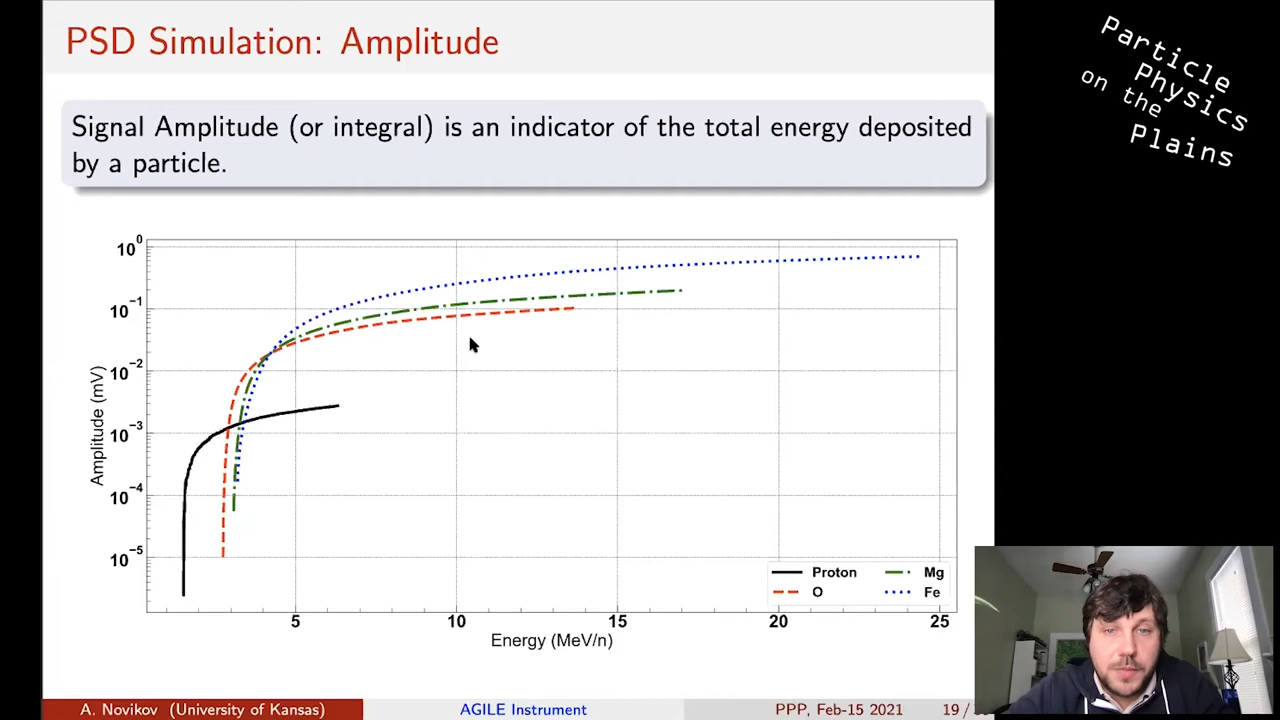 PSD Simulation: Amplitude
Particle
Physics
on the
Plains
Signal Amplitude (or integral) is an indicator of the total energy deposited
by a particle.
10^0
10^-1
10^-2
10^-3
10^-4
10^-5
Amplitude (mV)
5 10 15 20 25
Energy (MeV/n)
Proton Mg
O Fe
A. Novikov (University of Kansas) AGILE Instrument PPP, Feb-15 2021 19 /